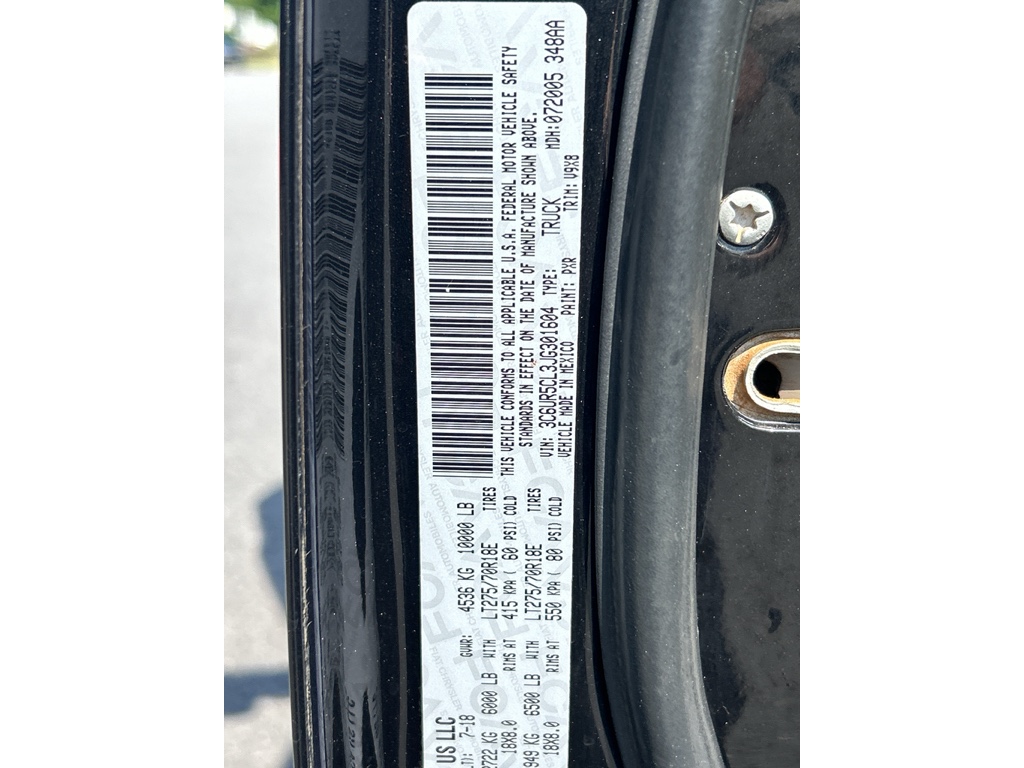 US LLC
7-18
GVWR: 4536 KG 10000 LB
2722 KG 6000 LB WITH LT275/70R18E TIRES
18X8.0 RIMS AT 415 KPA ( 60 PSI) COLD
949 KG 6500 LB WITH LT275/70R18E TIRES
18X8.0 RIMS AT 550 KPA ( 80 PSI) COLD
THIS VEHICLE CONFORMS TO ALL APPLICABLE U.S.A. FEDERAL MOTOR VEHICLE SAFETY
STANDARDS IN EFFECT ON THE DATE OF MANUFACTURE SHOWN ABOVE.
VIN: 3C6UR5CL3JG301604 TYPE: TRUCK MDH:072005 348AA
VEHICLE MADE IN MEXICO PAINT: PXR TRIM: V9X8